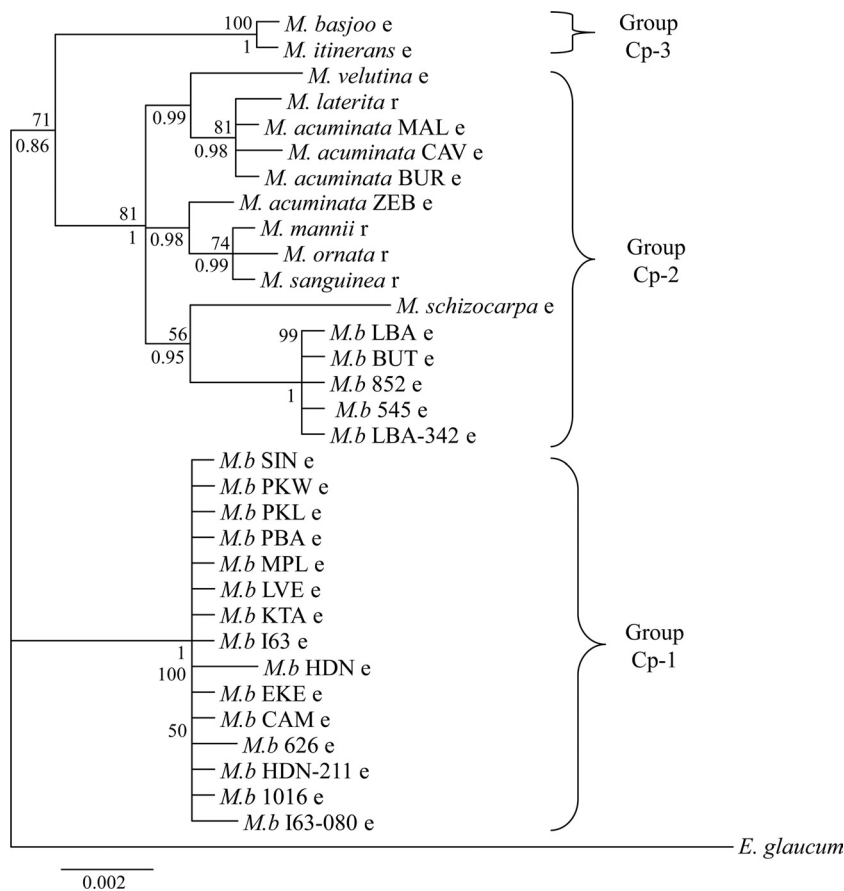 100
M. basjoo e
1
M. itinerans e
Group
Cp-3
M. velutina e
0.99
M. laterita r
71
0.86
81
M. acuminata MAL e
0.98
M. acuminata CAV e
M. acuminata BUR e
M. acuminata ZEB e
81
1
0.98
M. mannii r
74
M. ornata r
0.99
M. sanguinea r
Group
Cp-2
M. schizocarpa e
56
0.95
99
M.b LBA e
M.b BUT e
M.b 852 e
1
M.b 545 e
M.b LBA-342 e
M.b SIN e
M.b PKW e
M.b PKL e
M.b PBA e
M.b MPL e
M.b LVE e
M.b KTA e
M.b I63 e
1
100
M.b HDN e
M.b EKE e
M.b CAM e
50
M.b 626 e
M.b HDN-211 e
M.b 1016 e
M.b I63-080 e
Group
Cp-1
E. glaucum
0.002